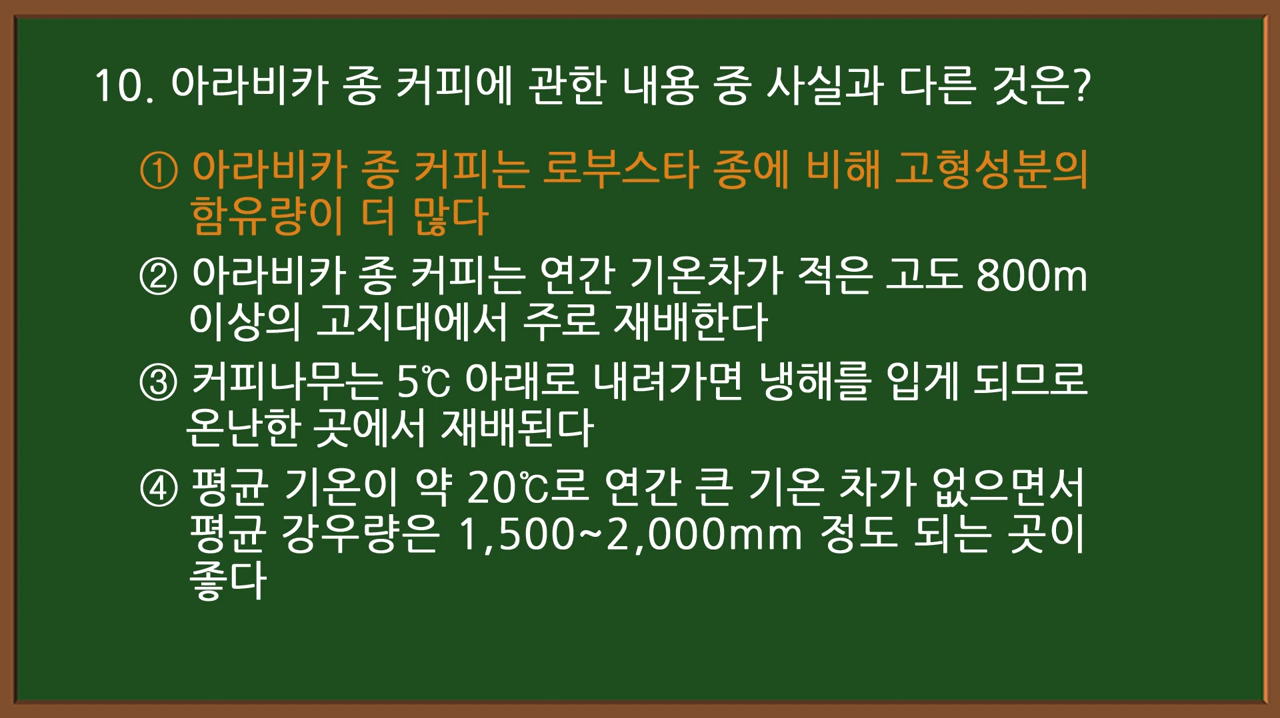 10. 아라비카 종 커피에 관한 내용 중 사실과 다른 것은?
① 아라비카 종 커피는 로부스타 종에 비해 고형성분의
함유량이 더 많다
② 아라비카 종 커피는 연간 기온차가 적은 고도 800m
이상의 고지대에서 주로 재배한다
③ 커피나무는 5℃ 아래로 내려가면 냉해를 입게 되므로
온난한 곳에서 재배된다
④ 평균 기온이 약 20℃로 연간 큰 기온 차가 없으면서
평균 강우량은 1,500~2,000mm 정도 되는 곳이
좋다